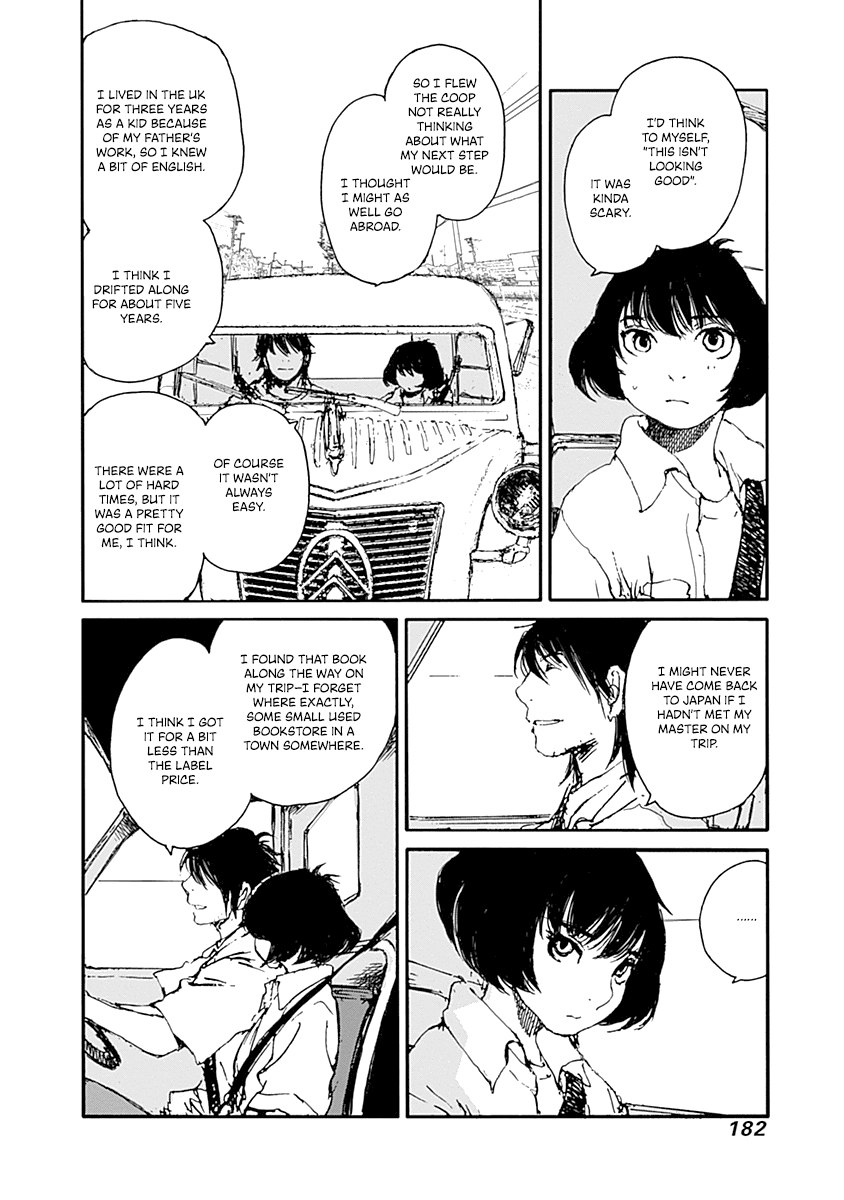 I'D THINK
TO MYSELF,
"THIS ISN'T
LOOKING
GOOD".
IT WAS
KINDA
SCARY.
SO I FLEW
THE COOP
NOT REALLY
THINKING
ABOUT WHAT
MY NEXT STEP
WOULD BE.
I THOUGHT
I MIGHT AS
WELL GO
ABROAD.
I LIVED IN THE UK
FOR THREE YEARS
AS A KID BECAUSE
OF MY FATHER'S
WORK, SO I KNEW
A BIT OF ENGLISH.
I THINK I
DRIFTED ALONG
FOR ABOUT FIVE
YEARS.
OF COURSE
IT WASN'T
ALWAYS
EASY.
THERE WERE A
LOT OF HARD
TIMES, BUT IT
WAS A PRETTY
GOOD FIT FOR
ME, I THINK.
I MIGHT NEVER
HAVE COME BACK
TO JAPAN IF I
HADN'T MET MY
MASTER ON MY
TRIP.
......
I FOUND THAT BOOK
ALONG THE WAY ON
MY TRIP–I FORGET
WHERE EXACTLY,
SOME SMALL USED
BOOKSTORE IN A
TOWN SOMEWHERE.
I THINK I GOT
IT FOR A BIT
LESS THAN
THE LABEL
PRICE.
182